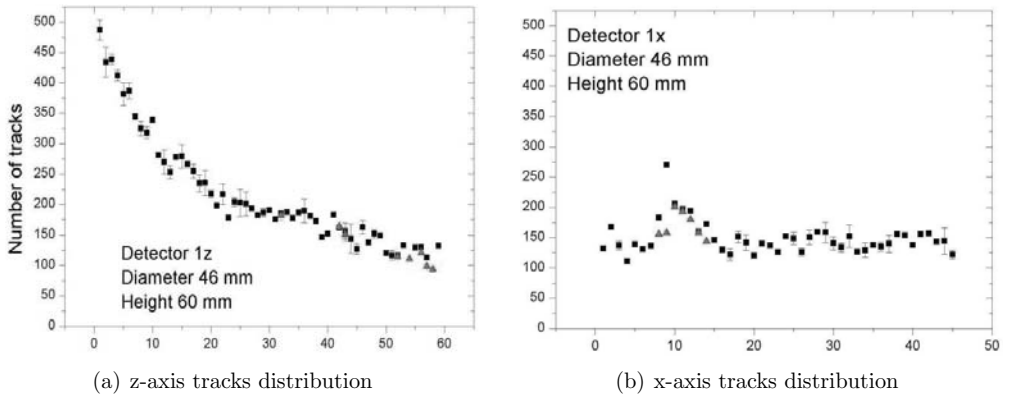 Number of tracks
500
450
400
350
300
250
200
150
100
50
0
Detector 1z
Diameter 46 mm
Height 60 mm
0 10 20 30 40 50 60
(a) z-axis tracks distribution
Detector 1x
Diameter 46 mm
Height 60 mm
500
450
400
350
300
250
200
150
100
50
0
0 10 20 30 40 50
(b) x-axis tracks distribution